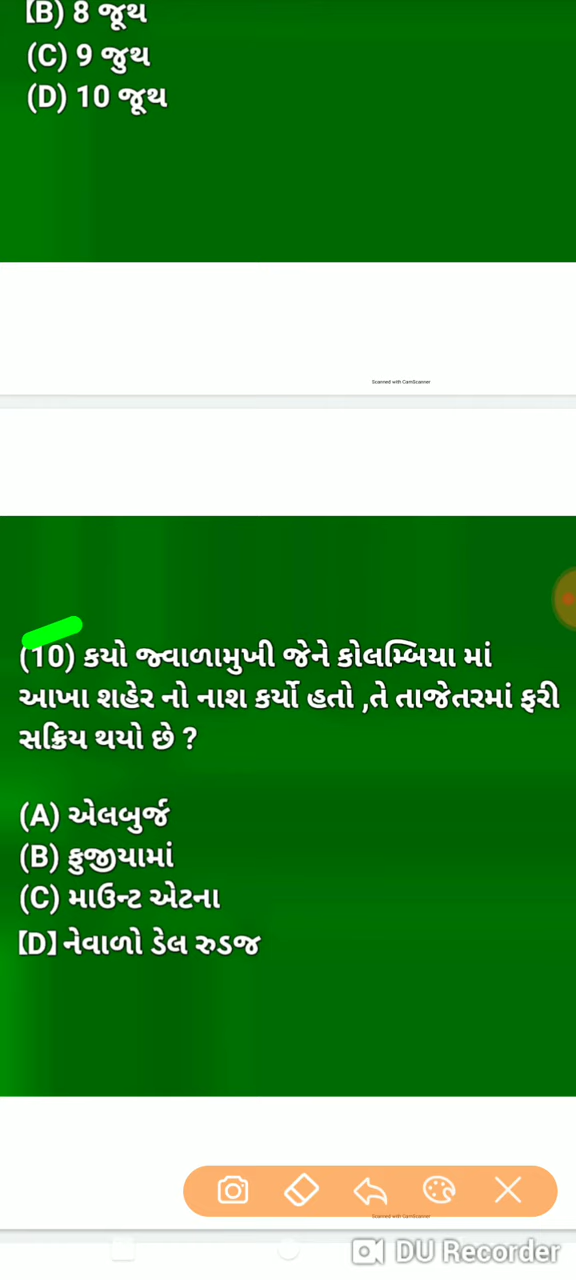 【B) 8 જૂથ
(C) 9 જુથ
(D) 10 જૂથ
Scanned with CamScanner
(10) કયો જ્વાળામુખી જેને કોલમ્બિયા માં
આખા શહેર નો નાશ કર્યો હતો ,તે તાજેતરમાં ફરી
સક્રિય થયો છે ?
(A) એલબુર્જ
(B) ફુજીયામાં
(C) માઉન્ટ એટના
【D】નેવાળો ડેલ રુડજ
Scanned with CamScanner
DU Recorder